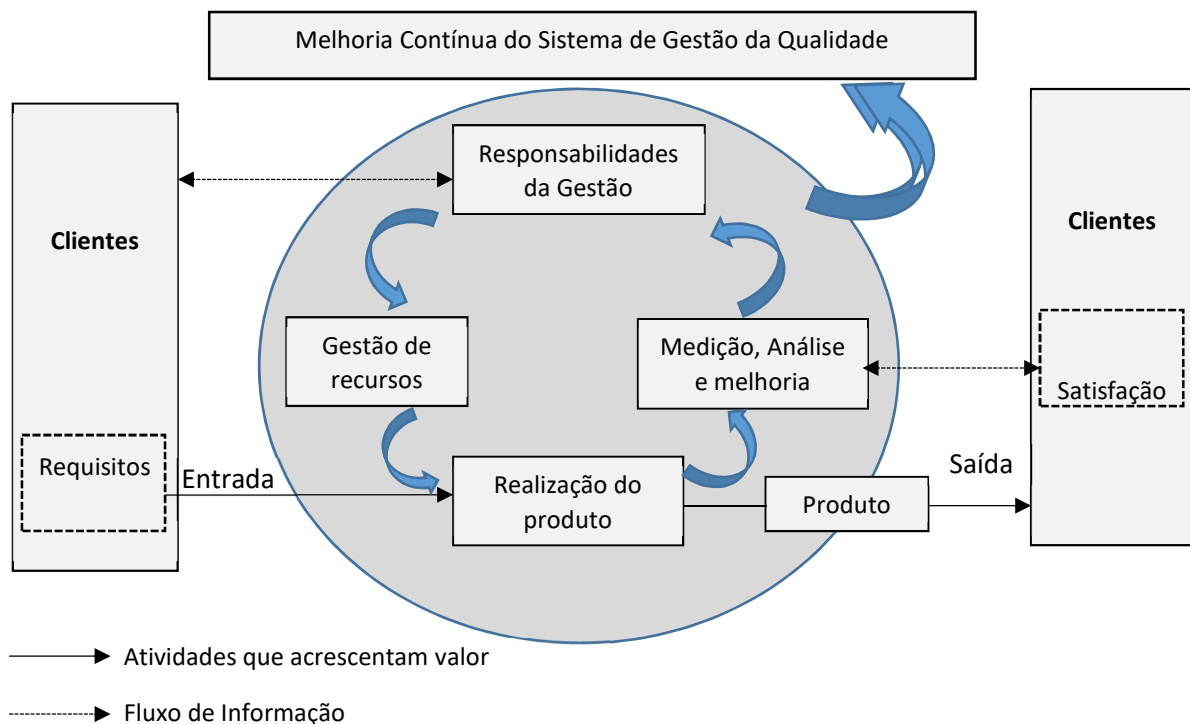 Melhoria Contínua do Sistema de Gestão da Qualidade
Clientes
Requisitos
Entrada
Responsabilidades
da Gestão
Gestão de
recursos
Medição, Análise
e melhoria
Realização do
produto
Produto
Saída
Clientes
Satisfação
Atividades que acrescentam valor
Fluxo de Informação